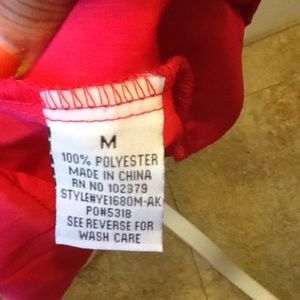 M
100% POLYESTER
MADE IN CHINA
RN NO 102379
STYLE#YE1680M-AK
PO#5318
SEE REVERSE FOR
WASH CARE